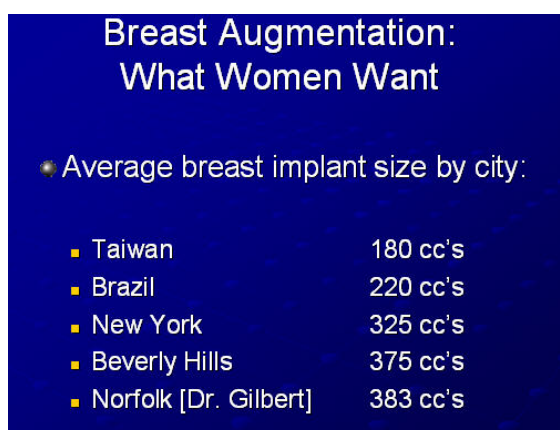 Breast Augmentation:
What Women Want
Average breast implant size by city:
Taiwan 180 cc's
Brazil 220 cc's
New York 325 cc's
Beverly Hills 375 cc's
Norfolk [Dr. Gilbert] 383 cc's